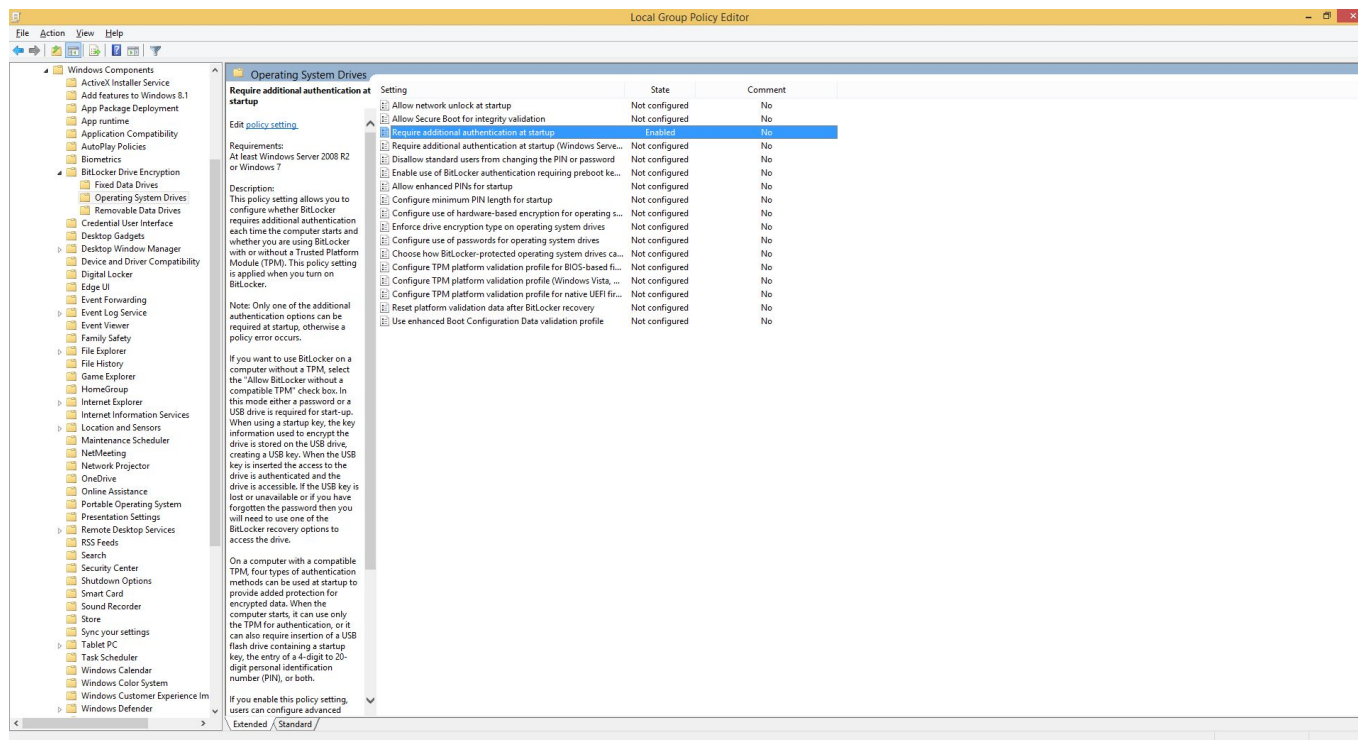 Local Group Policy Editor
File Action View Help
Windows Components
ActiveX Installer Service
Add features to Windows 8.1
App Package Deployment
App runtime
Application Compatibility
AutoPlay Policies
Biometrics
BitLocker Drive Encryption
Fixed Data Drives
Operating System Drives
Removable Data Drives
Credential User Interface
Desktop Gadgets
Desktop Window Manager
Device and Driver Compatibility
Digital Locker
Edge UI
Event Forwarding
Event Log Service
Event Viewer
Family Safety
File Explorer
File History
Game Explorer
HomeGroup
Internet Explorer
Internet Information Services
Location and Sensors
Maintenance Scheduler
NetMeeting
Network Projector
OneDrive
Online Assistance
Portable Operating System
Presentation Settings
Remote Desktop Services
RSS Feeds
Search
Security Center
Shutdown Options
Smart Card
Sound Recorder
Store
Sync your settings
Tablet PC
Task Scheduler
Windows Calendar
Windows Color System
Windows Customer Experience Im
Windows Defender
Operating System Drives
Require additional authentication at
startup
Edit policy setting
Requirements:
At least Windows Server 2008 R2
or Windows 7
Description:
This policy setting allows you to
configure whether BitLocker
requires additional authentication
each time the computer starts and
whether you are using BitLocker
with or without a Trusted Platform
Module (TPM). This policy setting
is applied when you turn on
BitLocker.
Note: Only one of the additional
authentication options can be
required at startup, otherwise a
policy error occurs.
If you want to use BitLocker on a
computer without a TPM, select
the "Allow BitLocker without a
compatible TPM" check box. In
this mode either a password or a
USB drive is required for start-up.
When using a startup key, the key
information used to encrypt the
drive is stored on the USB drive,
creating a USB key. When the USB
key is inserted the access to the
drive is authenticated and the
drive is accessible. If the USB key is
lost or unavailable or if you have
forgotten the password then you
will need to use one of the
BitLocker recovery options to
access the drive.
On a computer with a compatible
TPM, four types of authentication
methods can be used at startup to
provide added protection for
encrypted data. When the
computer starts, it can use only
the TPM for authentication, or it
can also require insertion of a USB
flash drive containing a startup
key, the entry of a 4-digit to 20-
digit personal identification
number (PIN), or both.
If you enable this policy setting,
users can configure advanced
Setting State Comment
Allow network unlock at startup Not configured No
Allow Secure Boot for integrity validation Not configured No
Require additional authentication at startup Enabled No
Require additional authentication at startup (Windows Serve... Not configured No
Disallow standard users from changing the PIN or password Not configured No
Enable use of BitLocker authentication requiring preboot ke... Not configured No
Allow enhanced PINs for startup Not configured No
Configure minimum PIN length for startup Not configured No
Configure use of hardware-based encryption for operating s... Not configured No
Enforce drive encryption type on operating system drives Not configured No
Configure use of passwords for operating system drives Not configured No
Choose how BitLocker-protected operating system drives ca... Not configured No
Configure TPM platform validation profile for BIOS-based fi... Not configured No
Configure TPM platform validation profile (Windows Vista, ... Not configured No
Configure TPM platform validation profile for native UEFI fir... Not configured No
Reset platform validation data after BitLocker recovery Not configured No
Use enhanced Boot Configuration Data validation profile Not configured No
Extended Standard